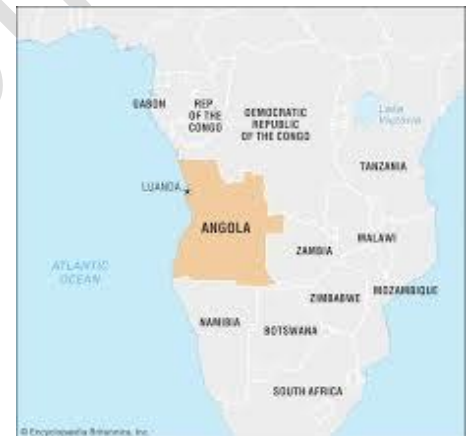 GABON
REP.
OF THE
CONGO
DEMOCRATIC
REPUBLIC
OF THE CONGO
Lake
Victoria
TANZANIA
LUANDA
ANGOLA
ATLANTIC
OCEAN
ZAMBIA
MALAWI
ZIMBABWE
MOZAMBIQUE
NAMIBIA
BOTSWANA
SOUTH AFRICA
© Encyclopædia Britannica, Inc.